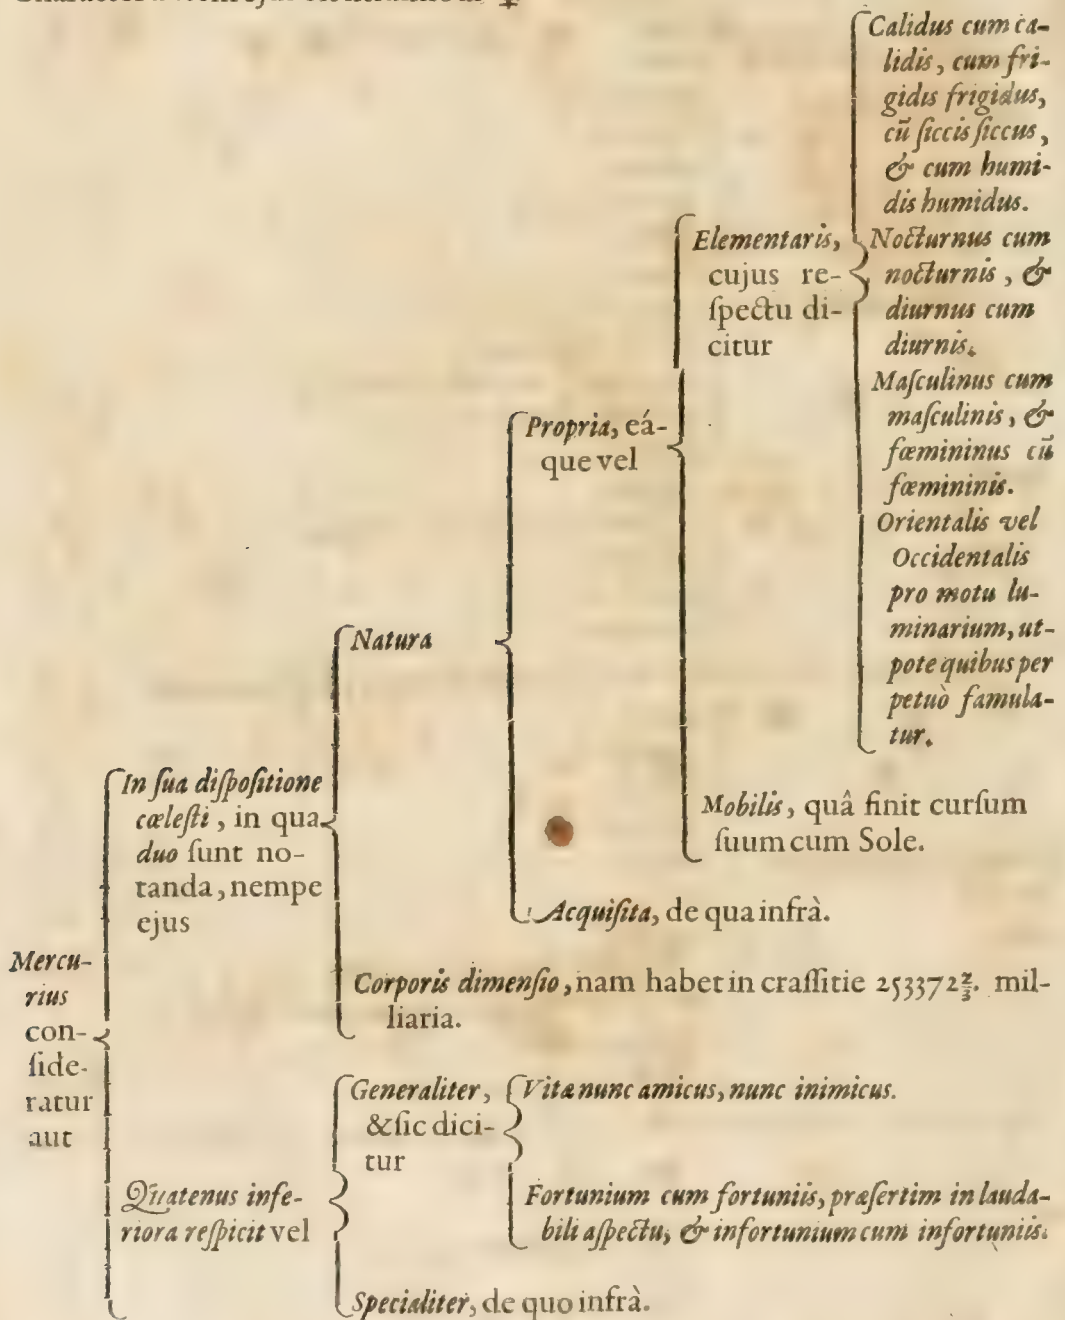 Calidus cum ca-
lidis, cum fri-
gidis frigidus,
cū ſiccis ſiccus,
& cum humi-
dis humidus.
Elementaris,
cujus re-
ſpectu di-
citur
Nocturnus cum
nocturnis, &
diurnus cum
diurnis.
Maſculinus cum
maſculinis, &
fœmininus cū
fœmininis.
Orientalis vel
Occidentalis
pro motu lu-
minarium, ut-
pote quibus per
petuò famula-
tur.
Propria, eá-
que vel
Natura
Mobilis, quâ finit curſum
ſuum cum Sole.
Acquiſita, de qua infrà.
In ſua diſpoſitione
cœleſti, in qua
duo ſunt no-
tanda, nempe
ejus
Corporis dimenſio, nam habet in craſſitie 253372⅔. mil-
liaria.
Mercu-
rius
con-
ſide-
ratur
aut
Generaliter,
& ſic dici-
tur
Vitæ nunc amicus, nunc inimicus.
Fortunium cum fortuniis, præſertim in lauda-
bili aſpectu, & infortunium cum infortuniis.
Quatenus infe-
riora reſpicit vel
Specialiter, de quo infrà.